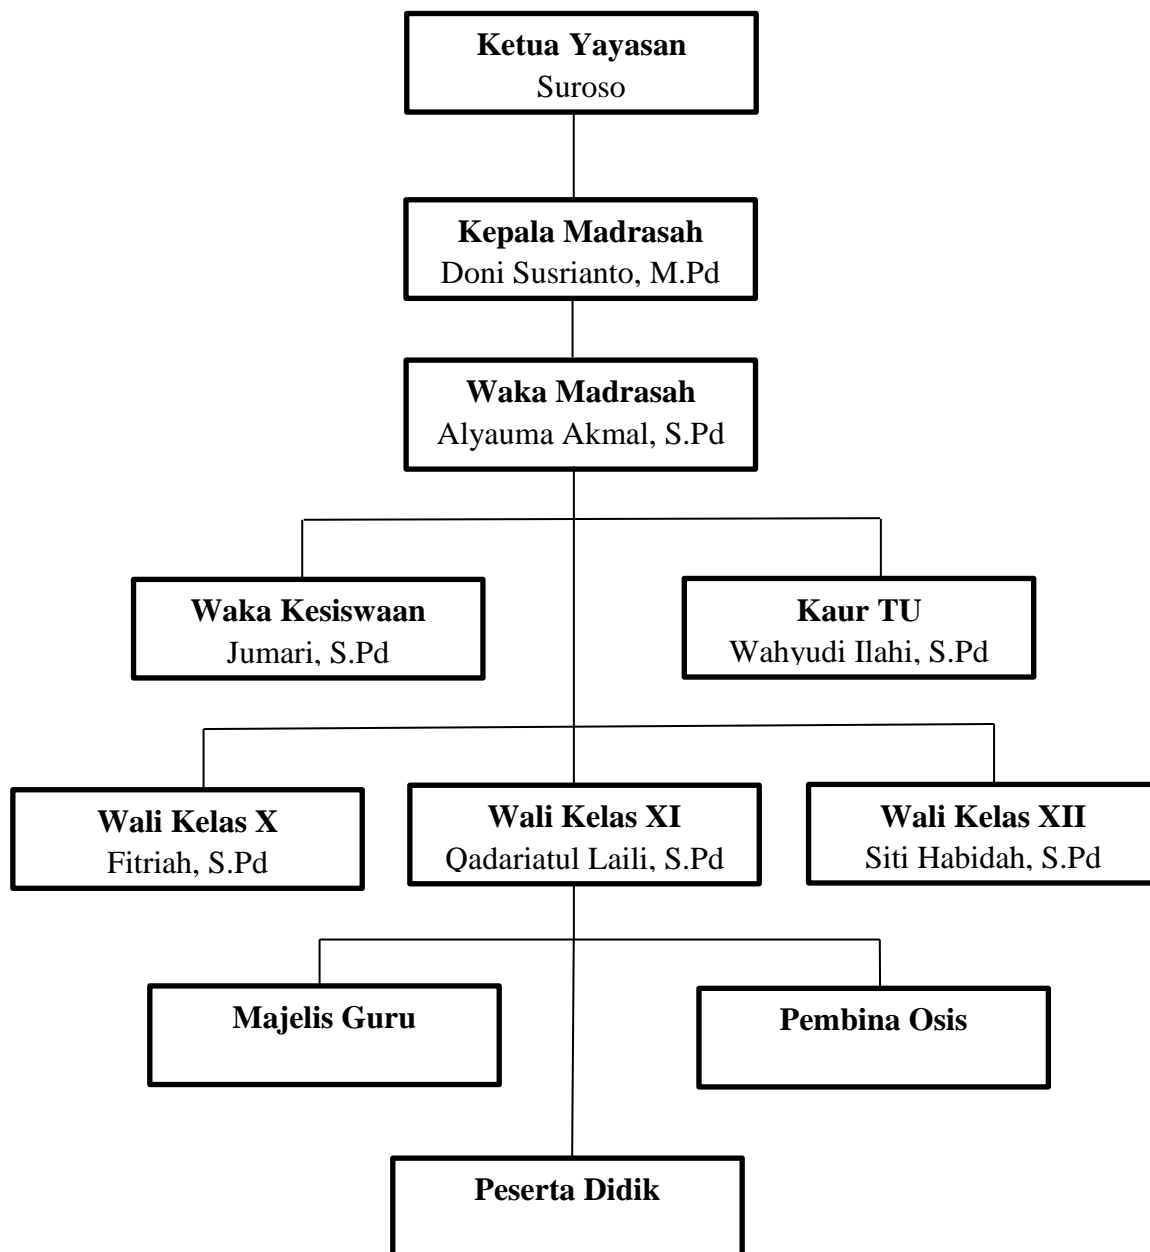 Ketua Yayasan
Suroso
Kepala Madrasah
Doni Susrianto, M.Pd
Waka Madrasah
Alyauma Akmal, S.Pd
Waka Kesiswaan
Jumari, S.Pd
Kaur TU
Wahyudi Ilahi, S.Pd
Wali Kelas X
Fitriah, S.Pd
Wali Kelas XI
Qadariatul Laili, S.Pd
Wali Kelas XII
Siti Habidah, S.Pd
Majelis Guru
Pembina Osis
Peserta Didik